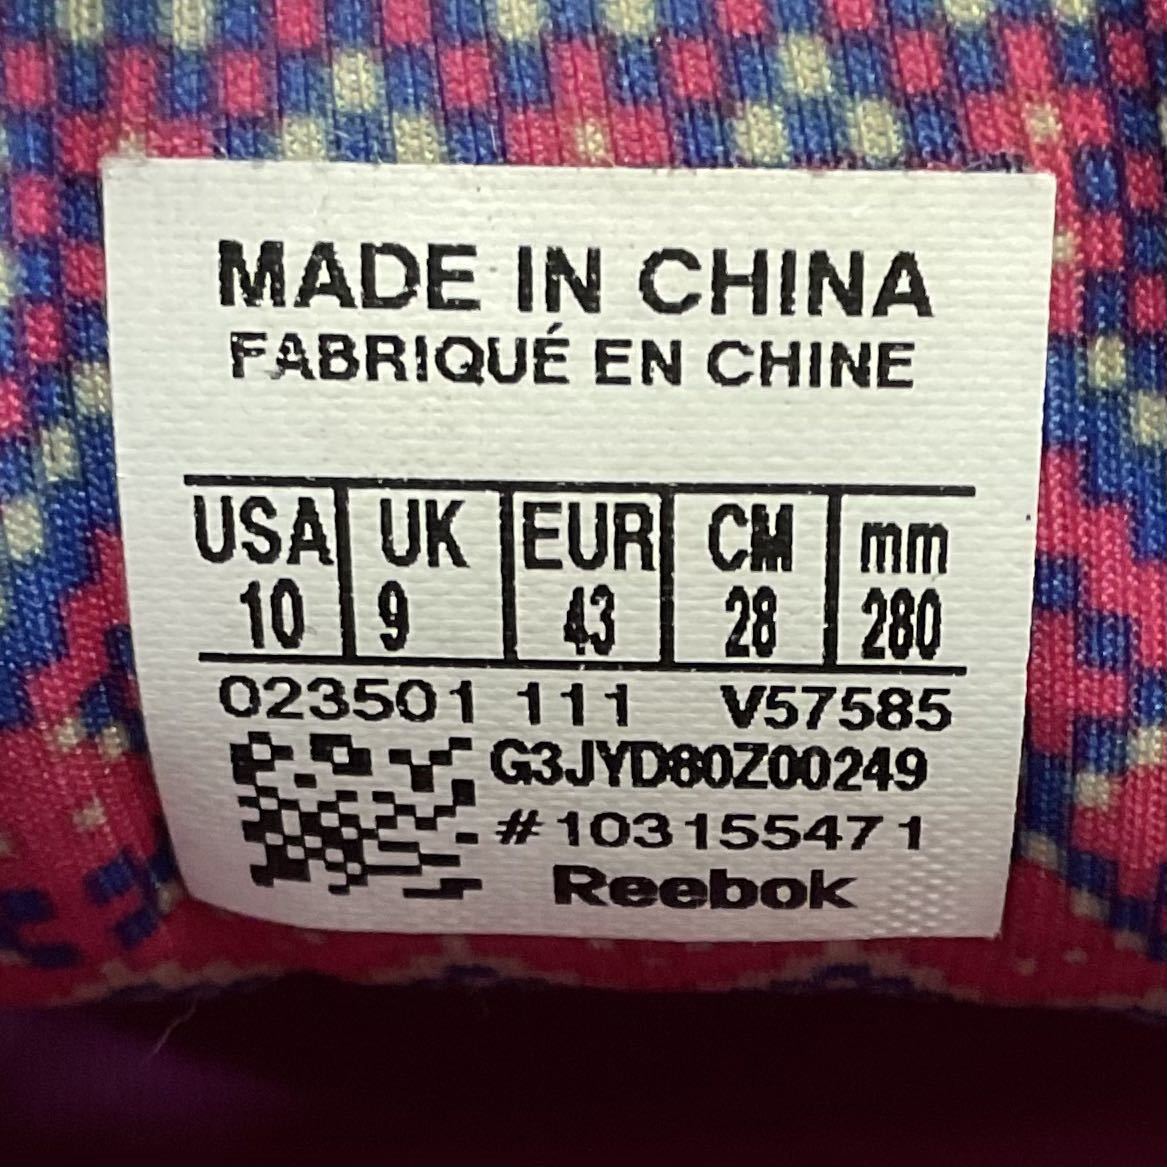 MADE IN CHINA
FABRIQUÉ EN CHINE
USA UK EUR CM mm
10 9 43 28 280
023501 111 V57585
G3JYD80Z00249
#103155471
Reebok